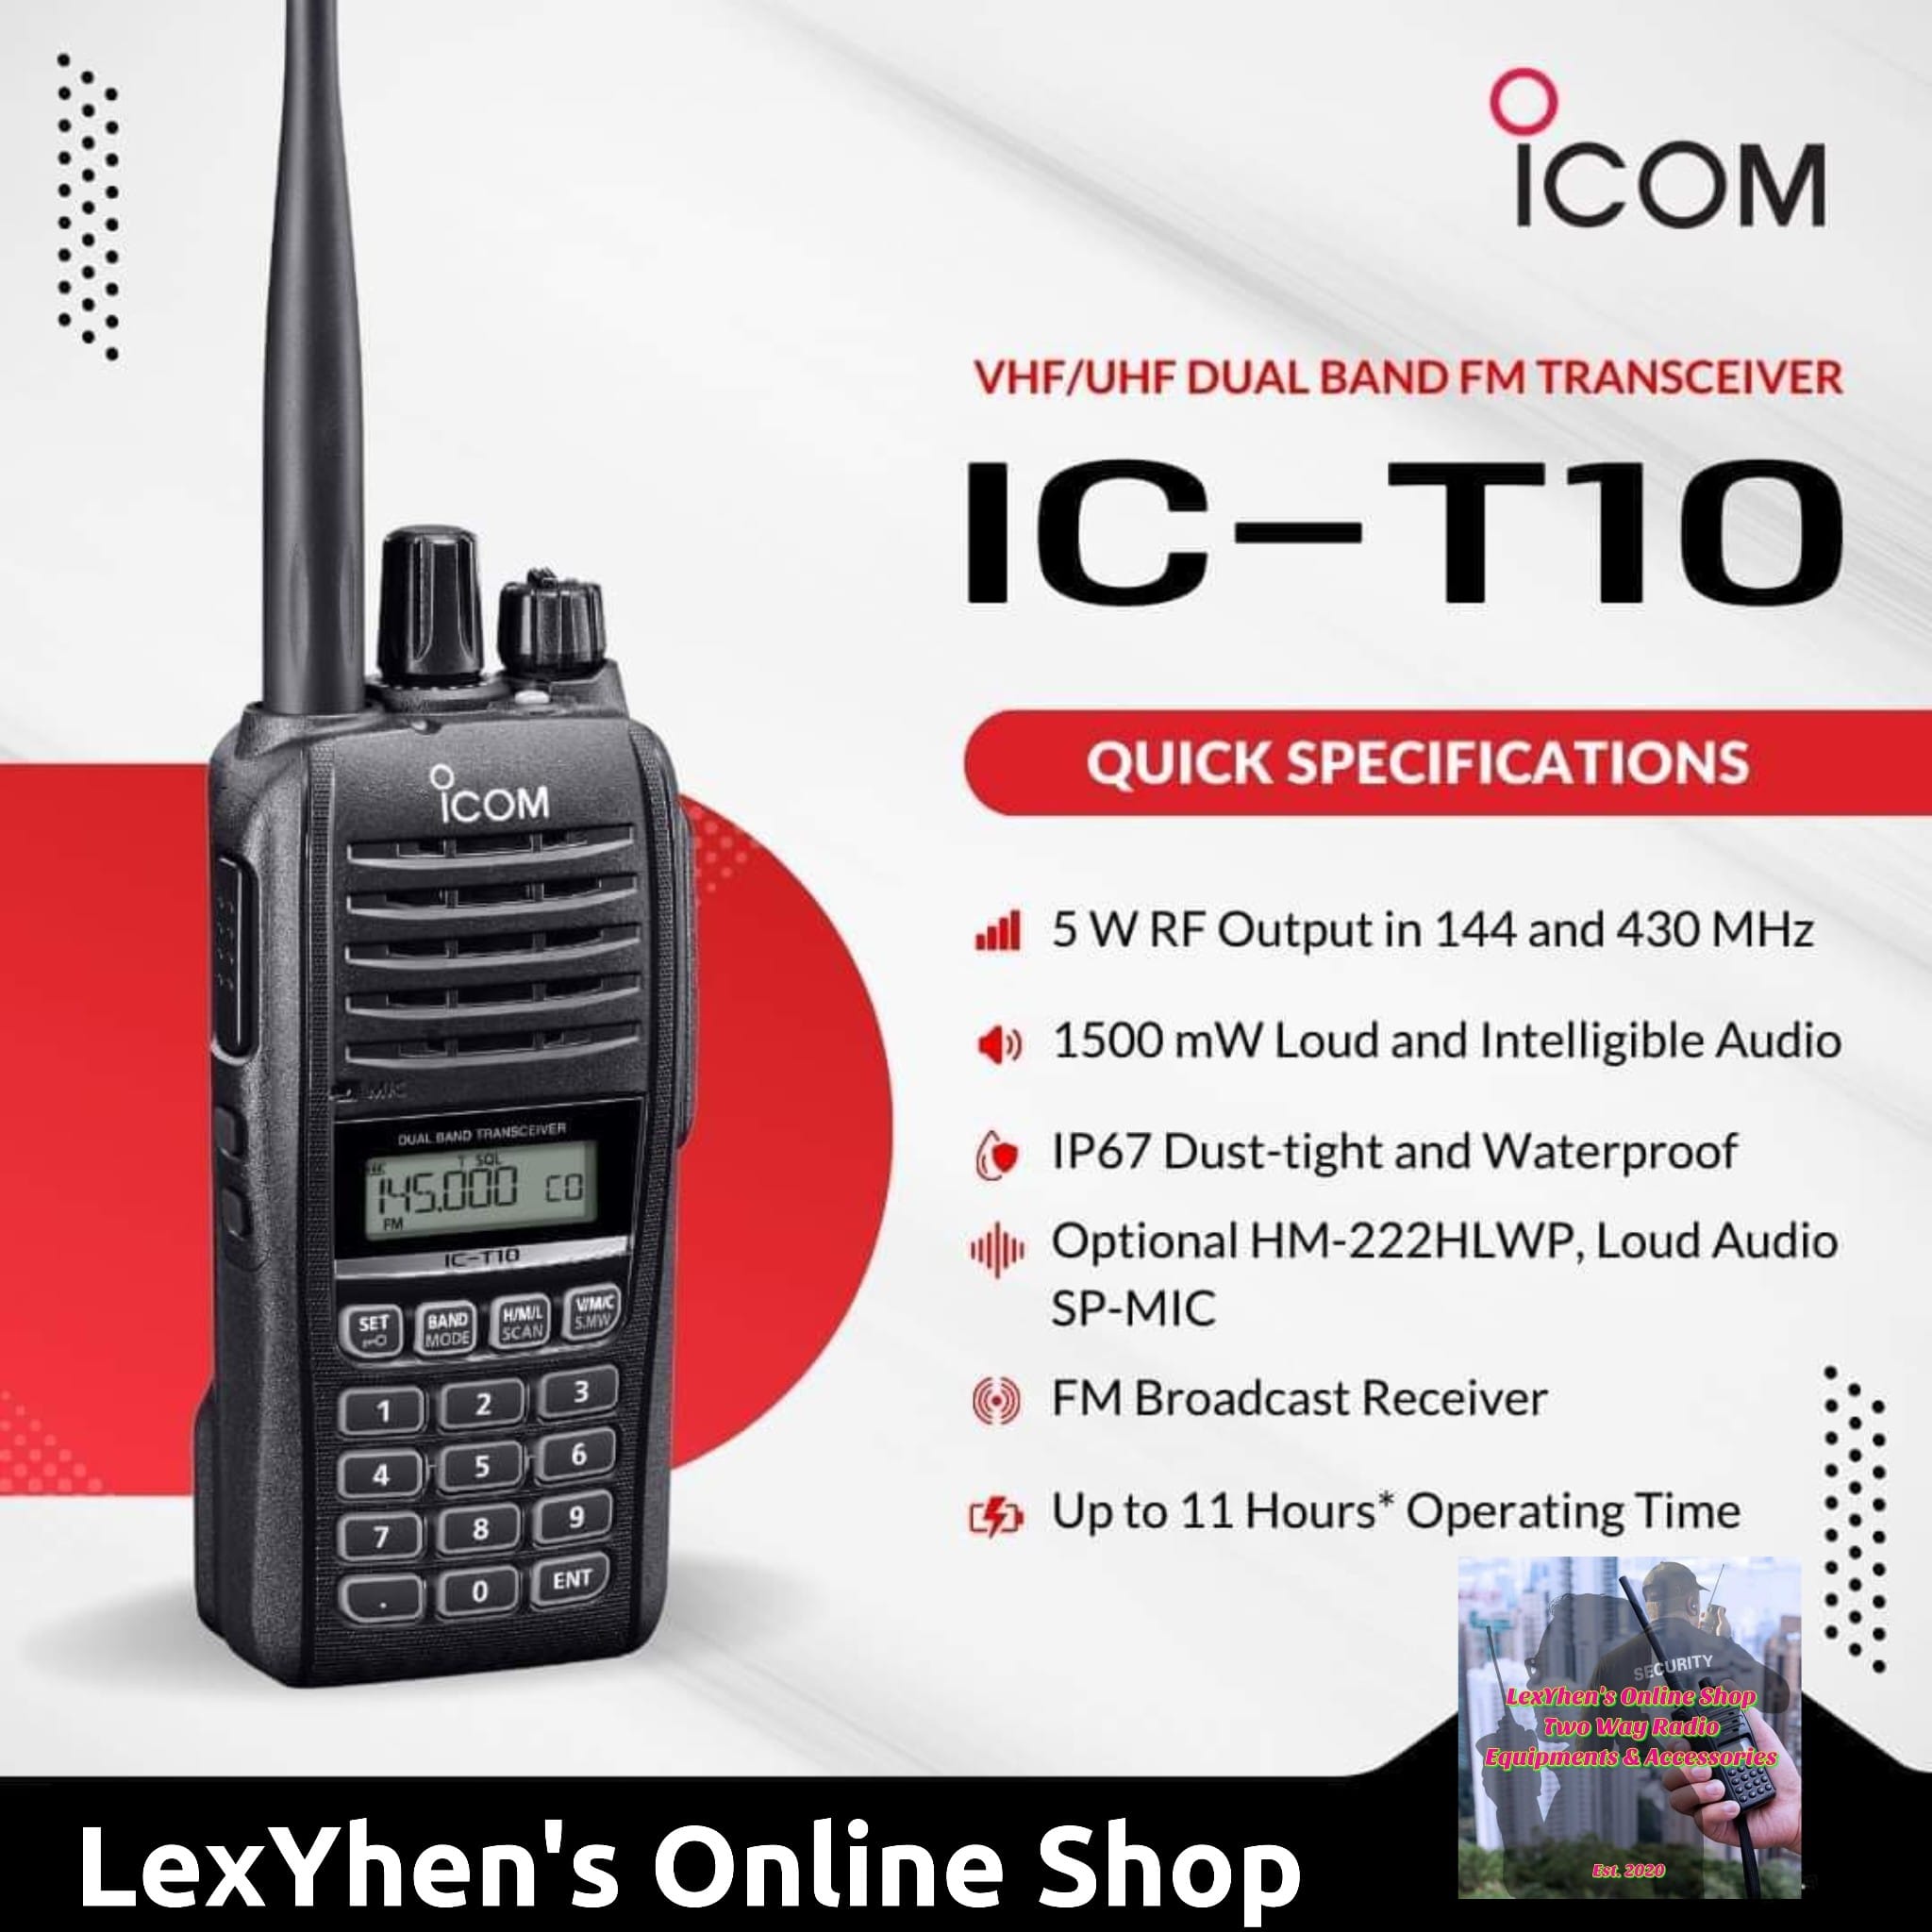 ICOM
VHF/UHF DUAL BAND FM TRANSCEIVER
IC-T10
QUICK SPECIFICATIONS
5 W RF Output in 144 and 430 MHz
1500 mW Loud and Intelligible Audio
IP67 Dust-tight and Waterproof
Optional HM-222HLWP, Loud Audio
SP-MIC
FM Broadcast Receiver
Up to 11 Hours* Operating Time
ICOM
MIC
DUAL BAND TRANSCEIVER
T SQL
145.000 C0
FM
IC-T10
SET BAND H/M/L V/M/C
MODE SCAN S.MW
1 2 3
4 5 6
7 8 9
. 0 ENT
SECURITY
LexYhen's Online Shop
Two Way Radio
Equipments & Accessories
Est. 2020
LexYhen's Online Shop